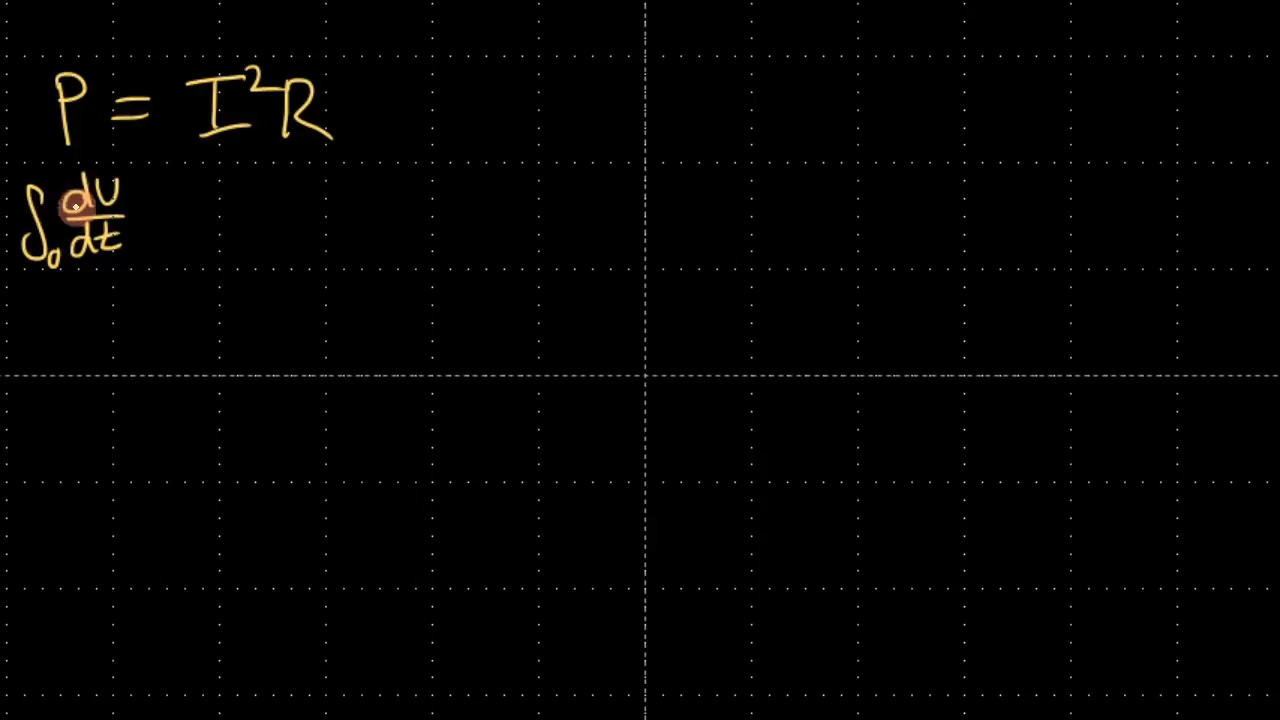 P = I²R
∫₀ dU/dt